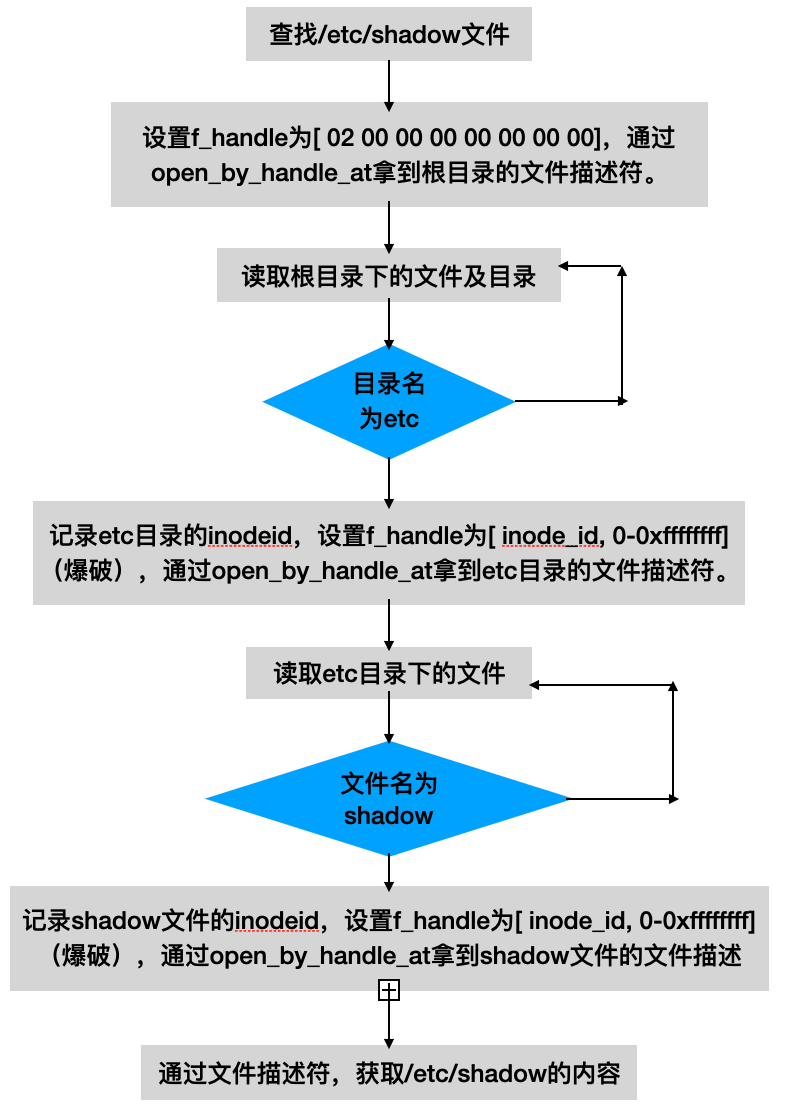 查找/etc/shadow文件
设置f_handle为[ 02 00 00 00 00 00 00 00]，通过
open_by_handle_at拿到根目录的文件描述符。
读取根目录下的文件及目录
目录名
为etc
记录etc目录的inodeid，设置f_handle为[ inode_id, 0-0xffffffff]
（爆破），通过open_by_handle_at拿到etc目录的文件描述符。
读取etc目录下的文件
文件名为
shadow
记录shadow文件的inodeid，设置f_handle为[ inode_id, 0-0xffffffff]
（爆破），通过open_by_handle_at拿到shadow文件的文件描述
通过文件描述符，获取/etc/shadow的内容